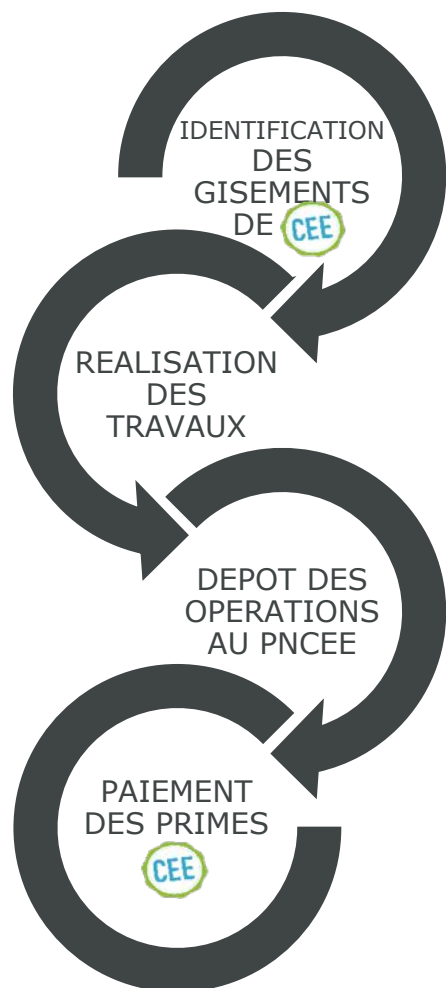 IDENTIFICATION
DES
GISEMENTS
DE CEE
REALISATION
DES
TRAVAUX
DEPOT DES
OPERATIONS
AU PNCEE
PAIEMENT
DES PRIMES
CEE